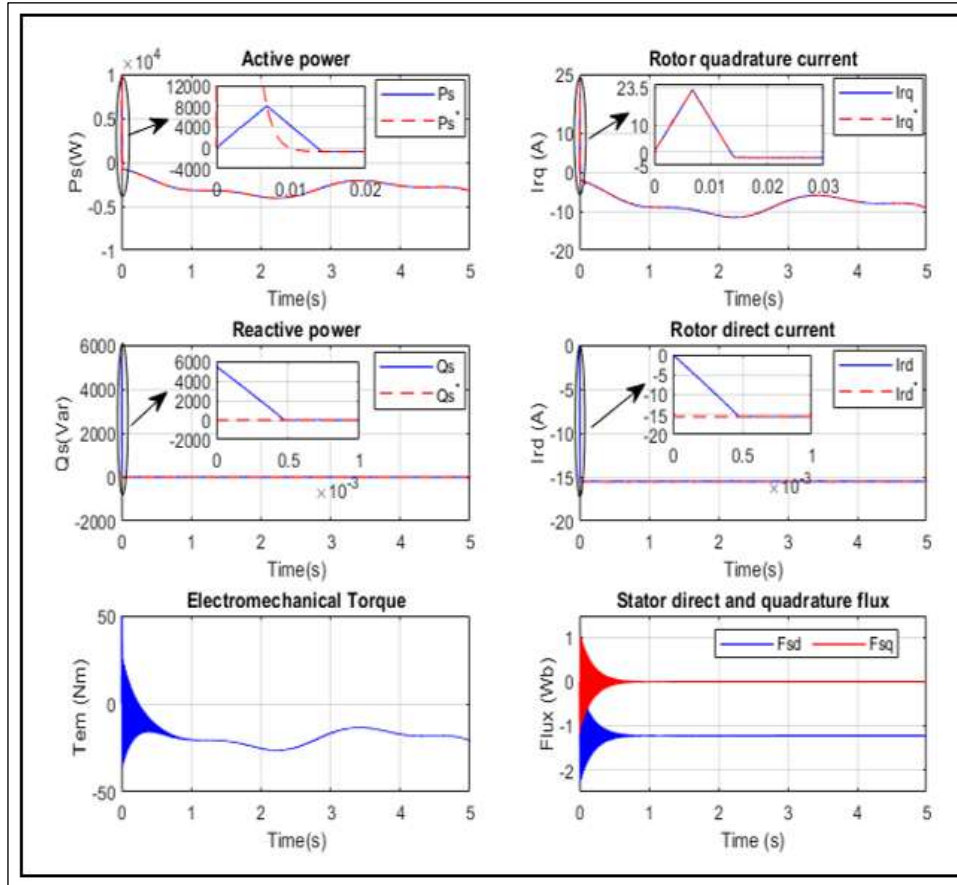 Active power
1 ×10^4
0.5
0
-0.5
-1
Ps(W)
12000
8000
4000
0
-4000
0 0.01 0.02
Ps
Ps*
0 1 2 3 4 5
Time(s)
Rotor quadrature current
25
20
10
0
-10
-20
Irq (A)
23.5
10
0
-5
0 0.01 0.02 0.03
Irq
Irq*
0 1 2 3 4 5
Time(s)
Reactive power
6000
4000
2000
0
-2000
Qs(Var)
6000
4000
2000
0
-2000
0 0.5 1
×10^-3
Qs
Qs*
0 1 2 3 4 5
Time(s)
Rotor direct current
0
-5
-10
-15
-20
Ird (A)
0
-5
-10
-15
-20
0 0.5 1
×10^-3
Ird
Ird*
0 1 2 3 4 5
Time(s)
Electromechanical Torque
50
0
-50
Tem (Nm)
0 1 2 3 4 5
Time(s)
Stator direct and quadrature flux
1
0
-1
-2
Flux (Wb)
Fsd Fsq
0 1 2 3 4 5
Time (s)